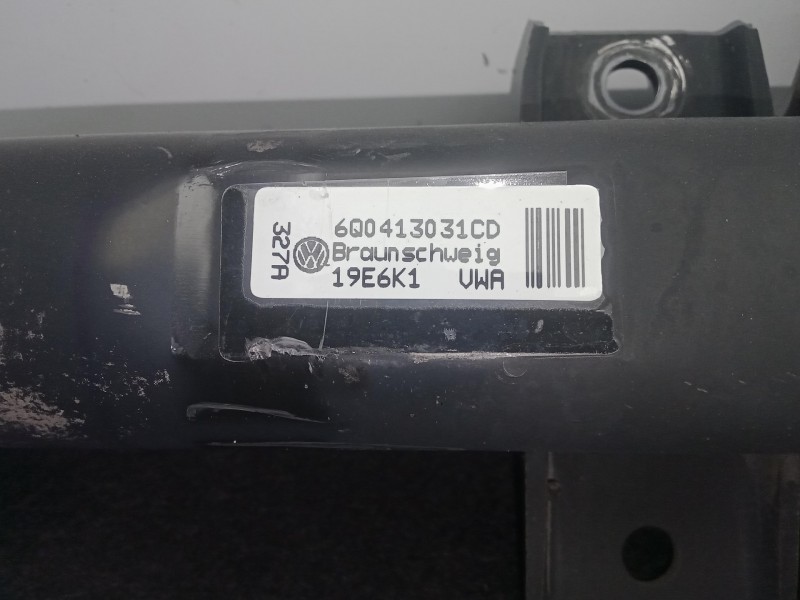 327A
6Q0413031CD
Braunschweig
19E6K1 VWA